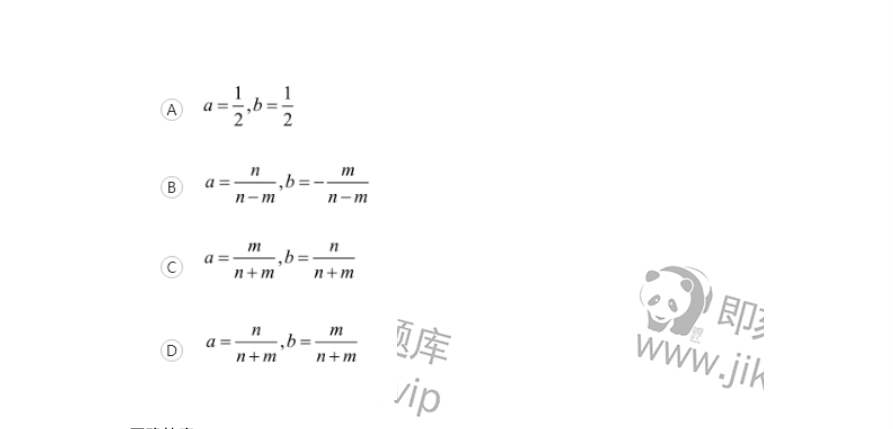 A a = 1/2, b = 1/2
B a = n/(n−m), b = −m/(n−m)
C a = m/(n+m), b = n/(n+m)
D a = n/(n+m), b = m/(n+m)
即
题库
www.jik
vip